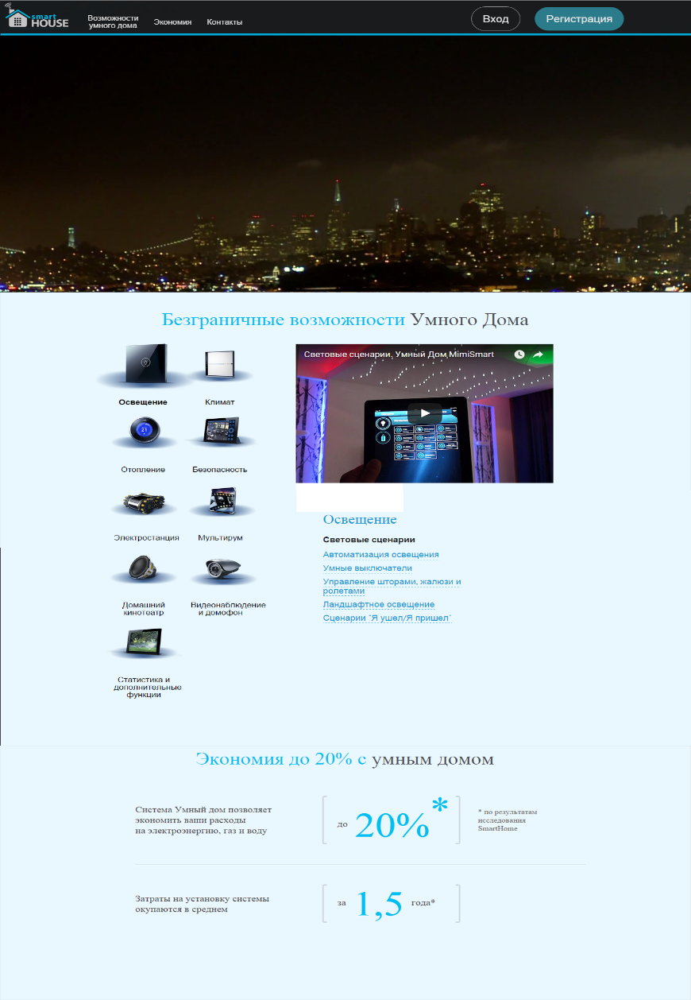 smart
HOUSE
Возможности
умного дома
Экономия
Контакты
Вход
Регистрация
Безграничные возможности Умного Дома
Освещение
Климат
21
Отопление
Безопасность
Электростанция
Мультирум
Домашний
кинотеатр
Видеонаблюдение
и домофон
Статистика и
дополнительные
функции
Световые сценарии, Умный Дом MimiSmart
Освещение
Световые сценарии
Автоматизация освещения
Умные выключатели
Управление шторами, жалюзи и
ролетами
Ландшафтное освещение
Сценарии "Я ушел/Я пришел"
Экономия до 20% с умным домом
Система Умный дом позволяет
экономить ваши расходы
на электроэнергию, газ и воду
до 20%*
* по результатам
исследования
SmartHome
Затраты на установку системы
окупаются в среднем
за 1,5 года*